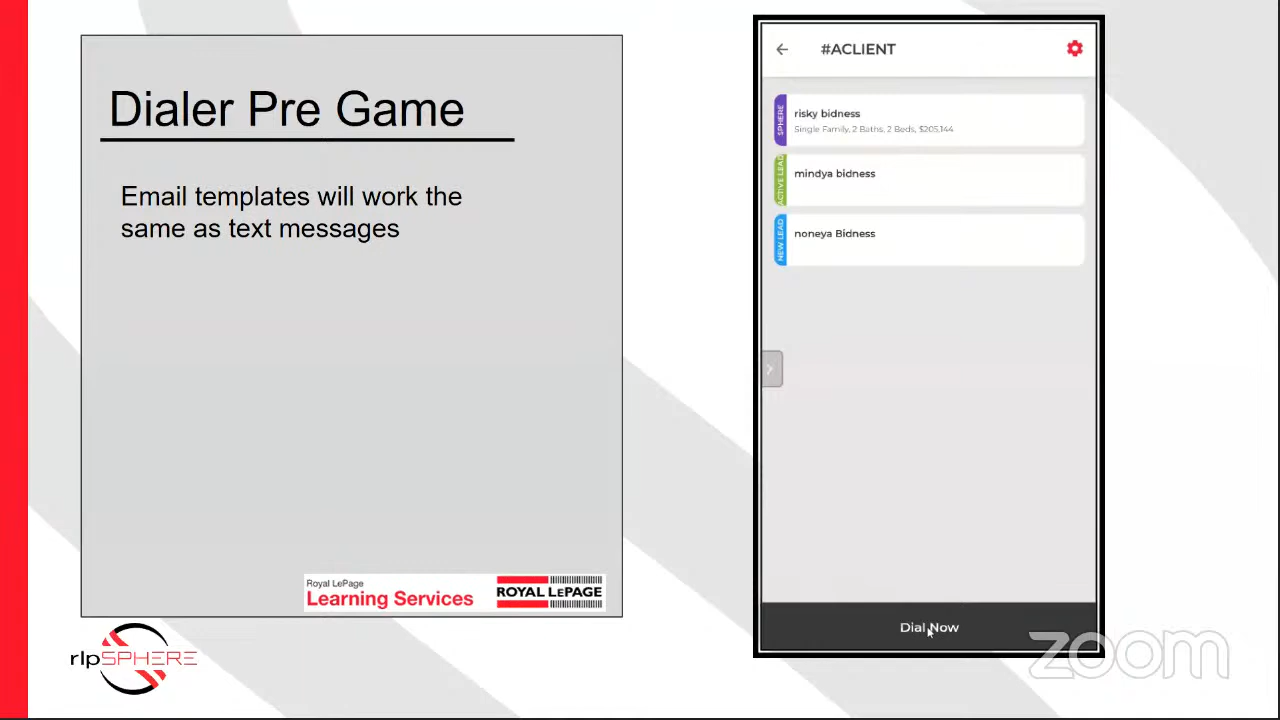 Dialer Pre Game
Email templates will work the
same as text messages
Royal LePage
Learning Services
ROYAL LEPAGE
rlpSPHERE
#ACLIENT
SPHERE
risky bidness
Single Family, 2 Baths, 2 Beds, $205,144
ACTIVE LEAD
mindya bidness
NEW LEAD
noneya Bidness
Dial Now
zoom